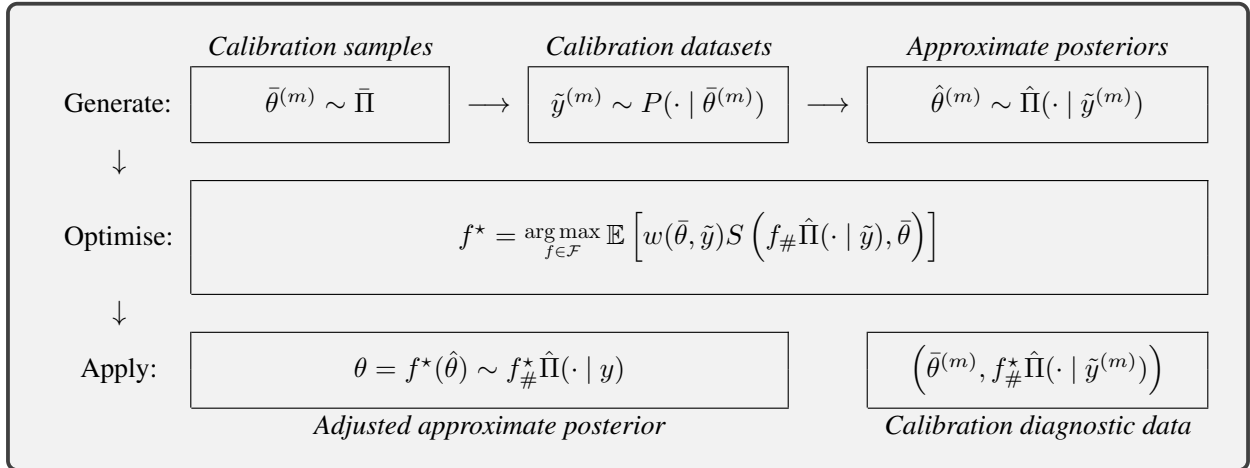 Calibration samples Calibration datasets Approximate posteriors
Generate: θ̄^(m) ∼ Π̄ ⟶ ỹ^(m) ∼ P(· | θ̄^(m)) ⟶ θ̂^(m) ∼ Π̂(· | ỹ^(m))
↓
Optimise: f⋆ = arg max_{f∈ℱ} 𝔼 [w(θ̄, ỹ)S (f_# Π̂(· | ỹ), θ̄)]
↓
Apply: θ = f⋆(θ̂) ∼ f⋆_# Π̂(· | y) (θ̄^(m), f⋆_# Π̂(· | ỹ^(m)))
Adjusted approximate posterior Calibration diagnostic data